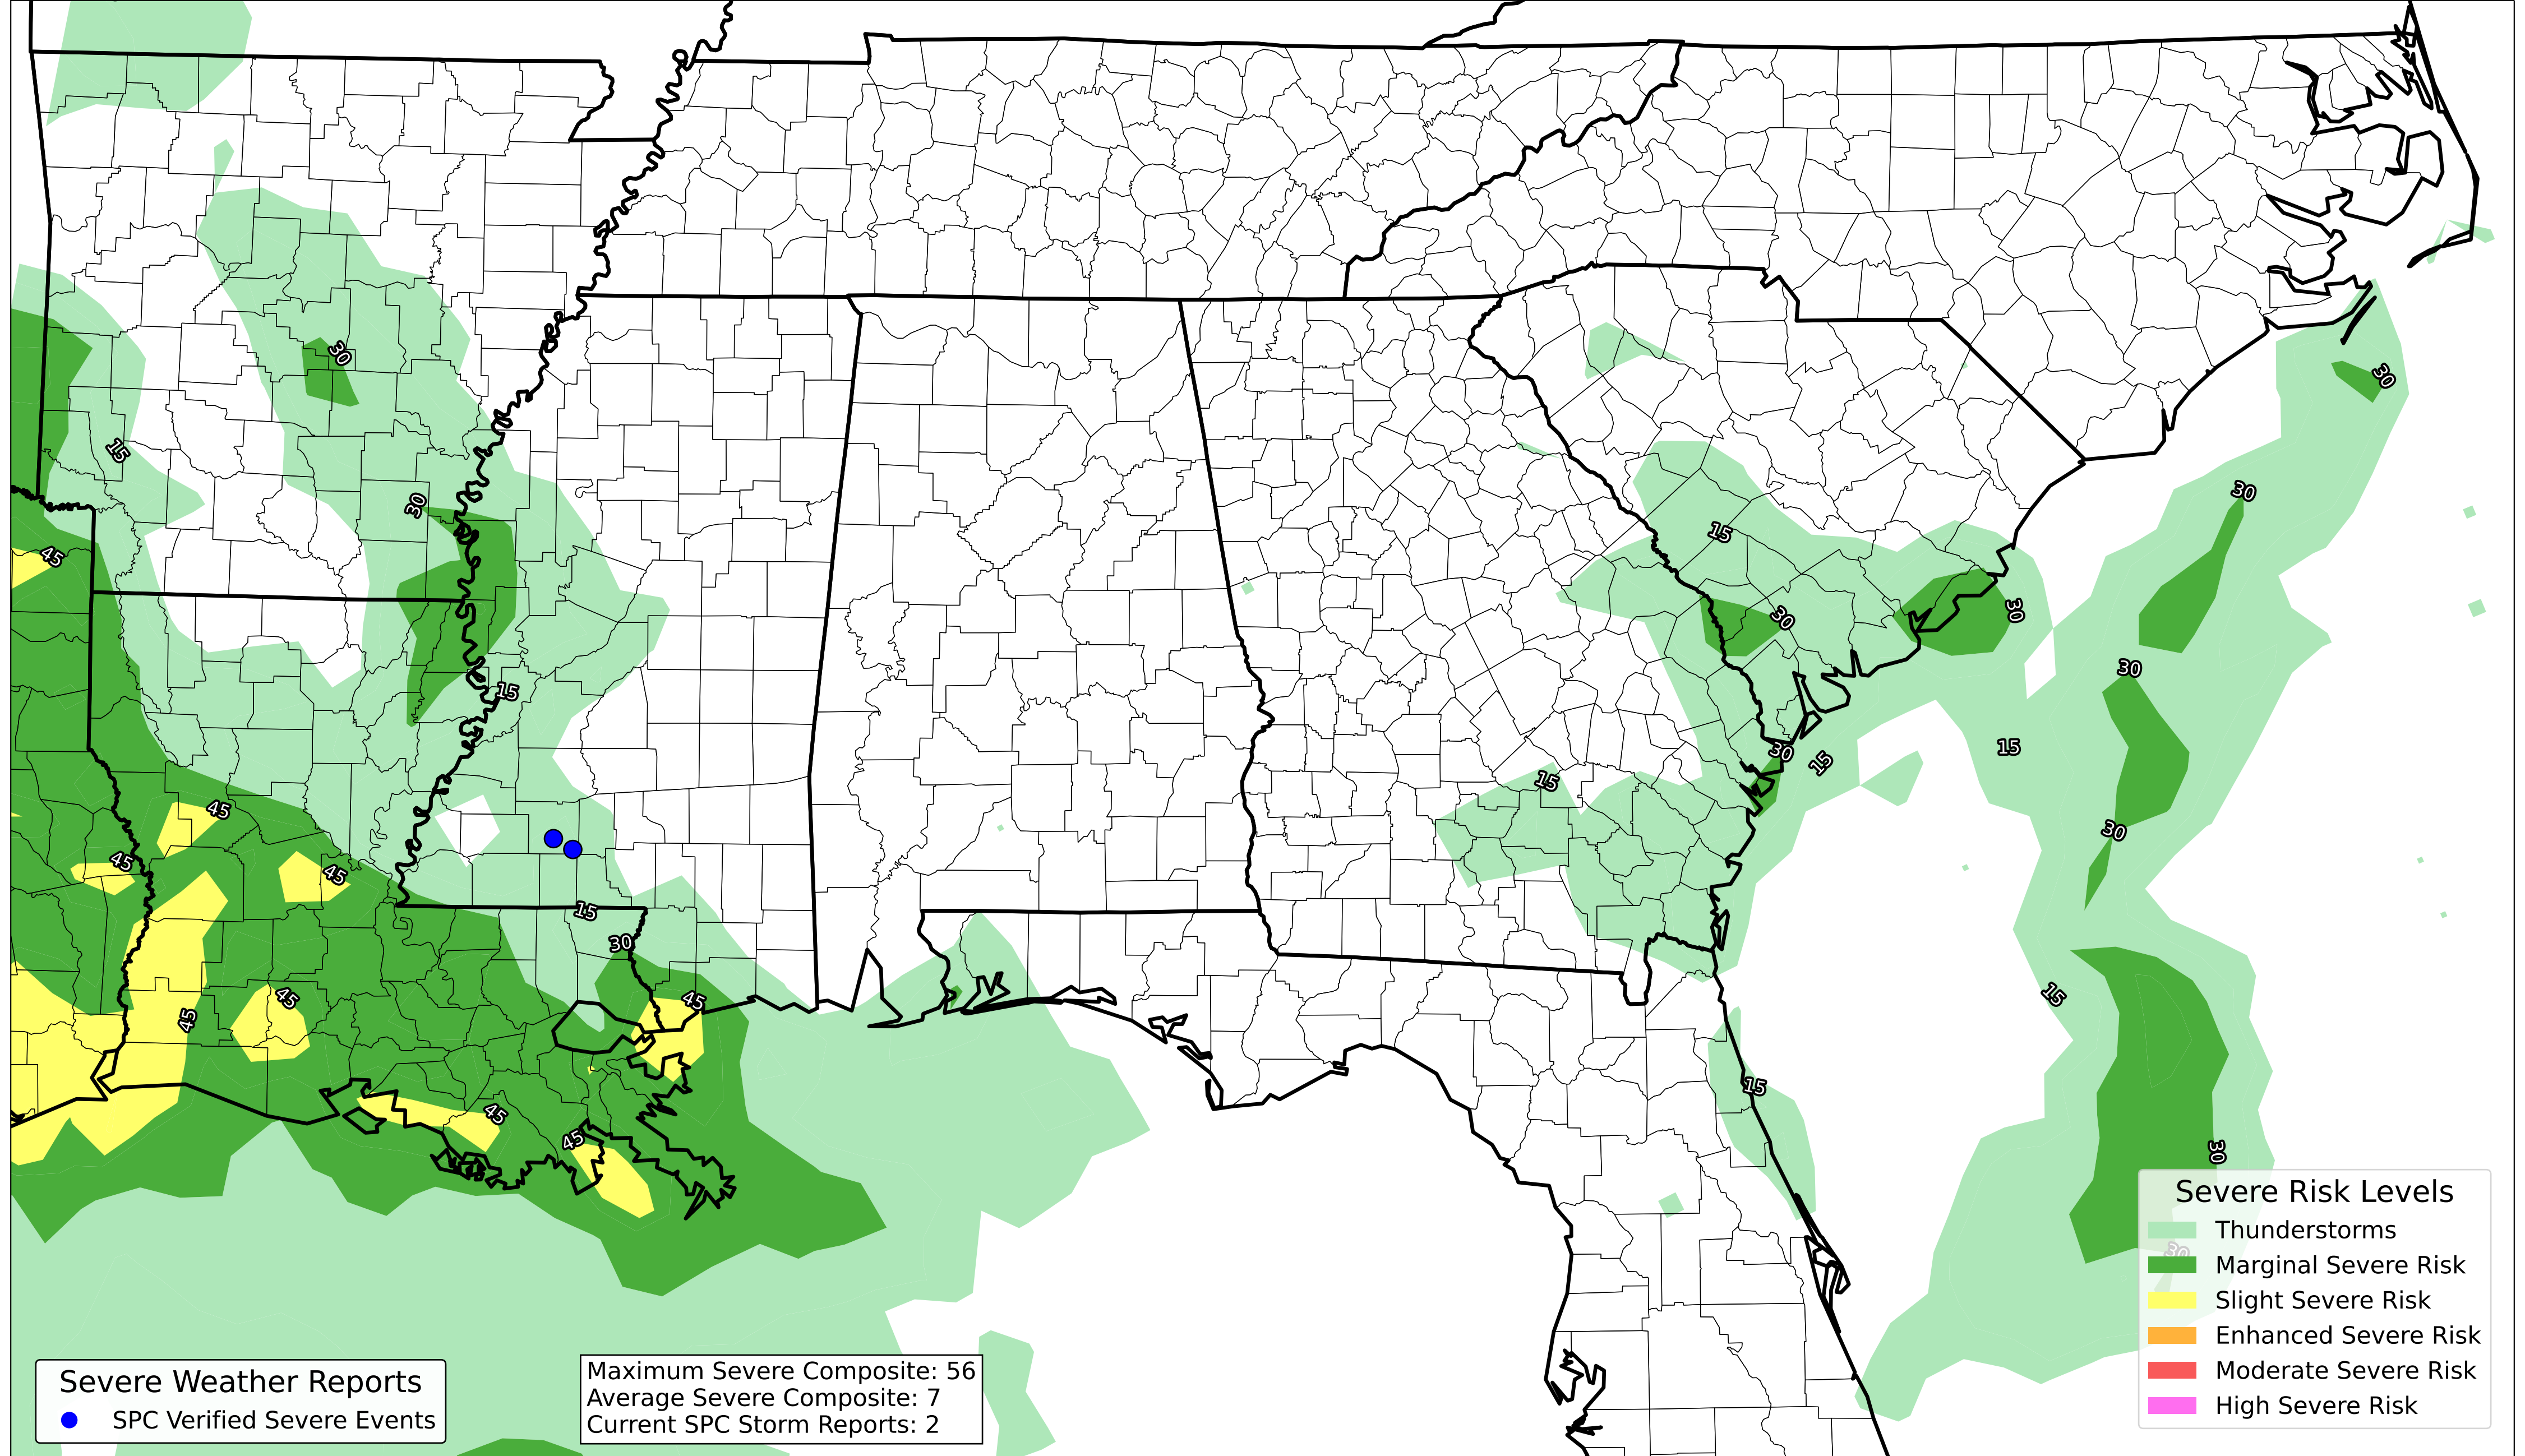 30
15
30
45
15
45
45
45
15
30
45
45
45
45
45
30
30
15
30
30
30
30
15
30
15
15
30
15
15
30
30
Severe Weather Reports
SPC Verified Severe Events
Maximum Severe Composite: 56
Average Severe Composite: 7
Current SPC Storm Reports: 2
Severe Risk Levels
Thunderstorms
Marginal Severe Risk
Slight Severe Risk
Enhanced Severe Risk
Moderate Severe Risk
High Severe Risk